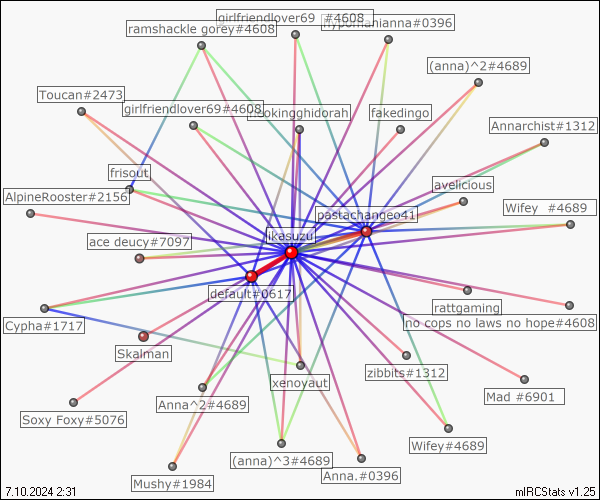 girlfriendlover69 #4608
ramshackle gorey#4608
hypomanianna#0396
(anna)^2#4689
Toucan#2473
girlfriendlover69#4608
lookingghidorah
fakedingo
Annarchist#1312
frisout
avelicious
AlpineRooster#2156
pastachangeo41
Wifey #4689
ikasuzu
ace deucy#7097
default#0617
rattgaming
Cypha#1717
no cops no laws no hope#4608
Skalman
xenoyaut
zibbits#1312
Mad #6901
Anna^2#4689
Soxy Foxy#5076
Wifey#4689
(anna)^3#4689
Anna.#0396
Mushy#1984
7.10.2024 2:31
mIRCStats v1.25